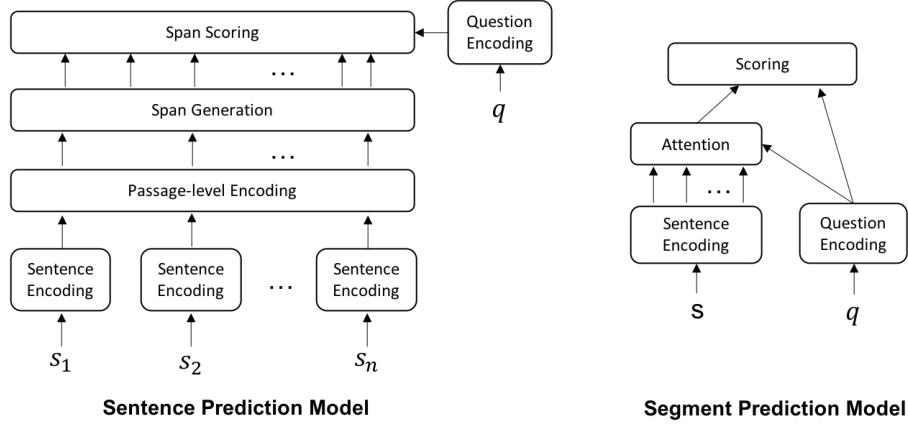 Span Scoring
Question
Encoding
q
...
Span Generation
...
Passage-level Encoding
Sentence
Encoding
Sentence
Encoding
...
Sentence
Encoding
s1
s2
sn
Sentence Prediction Model
Scoring
Attention
...
Sentence
Encoding
Question
Encoding
s
q
Segment Prediction Model